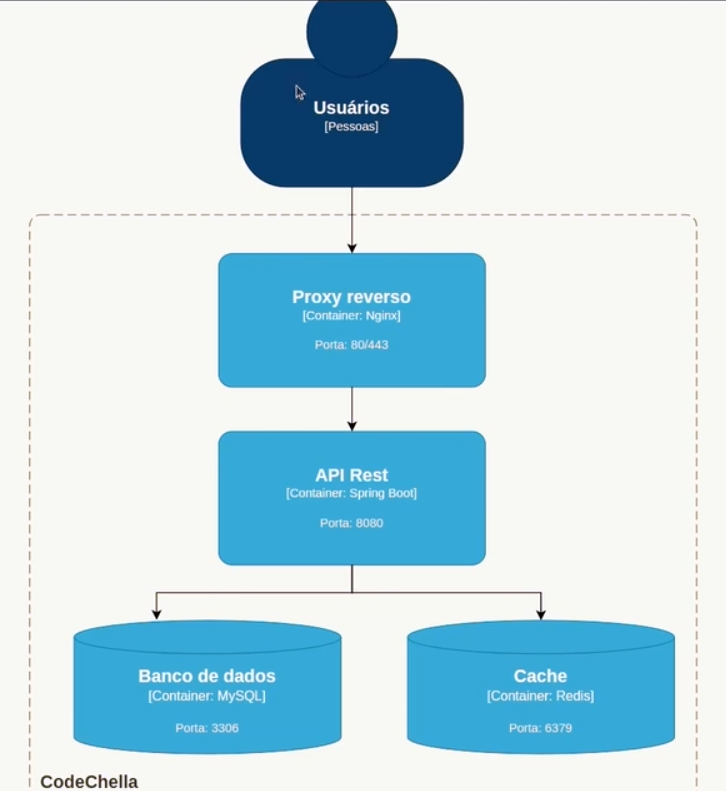 Usuários
[Pessoas]
Proxy reverso
[Container: Nginx]
Porta: 80/443
API Rest
[Container: Spring Boot]
Porta: 8080
Banco de dados
[Container: MySQL]
Porta: 3306
Cache
[Container: Redis]
Porta: 6379
CodeChella